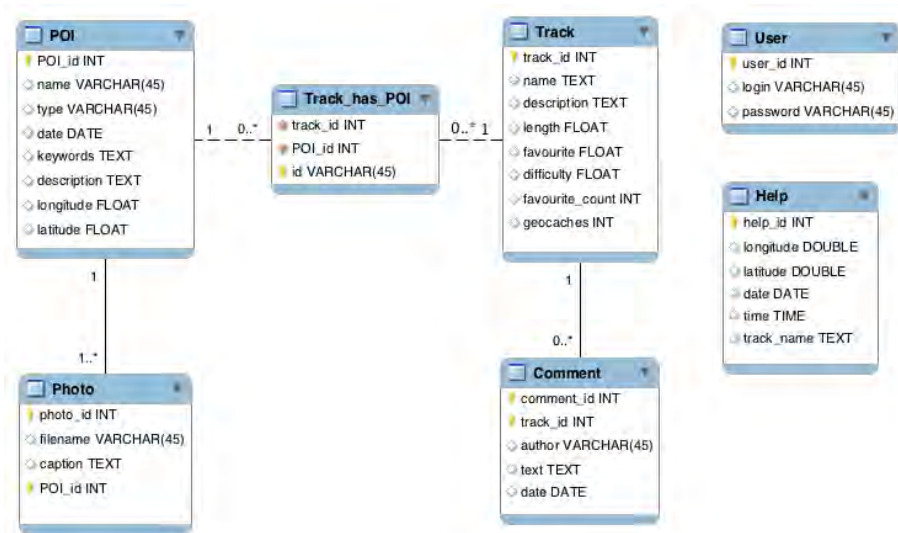 POI
POI_id INT
name VARCHAR(45)
type VARCHAR(45)
date DATE
keywords TEXT
description TEXT
longitude FLOAT
latitude FLOAT
1
0..*
Track_has_POI
track_id INT
POI_id INT
id VARCHAR(45)
0..*
1
Track
track_id INT
name TEXT
description TEXT
length FLOAT
favourite FLOAT
difficulty FLOAT
favourite_count INT
geocaches INT
User
user_id INT
login VARCHAR(45)
password VARCHAR(45)
Help
help_id INT
longitude DOUBLE
latitude DOUBLE
date DATE
time TIME
track_name TEXT
1
1..*
Photo
photo_id INT
filename VARCHAR(45)
caption TEXT
POI_id INT
1
0..*
Comment
comment_id INT
track_id INT
author VARCHAR(45)
text TEXT
date DATE